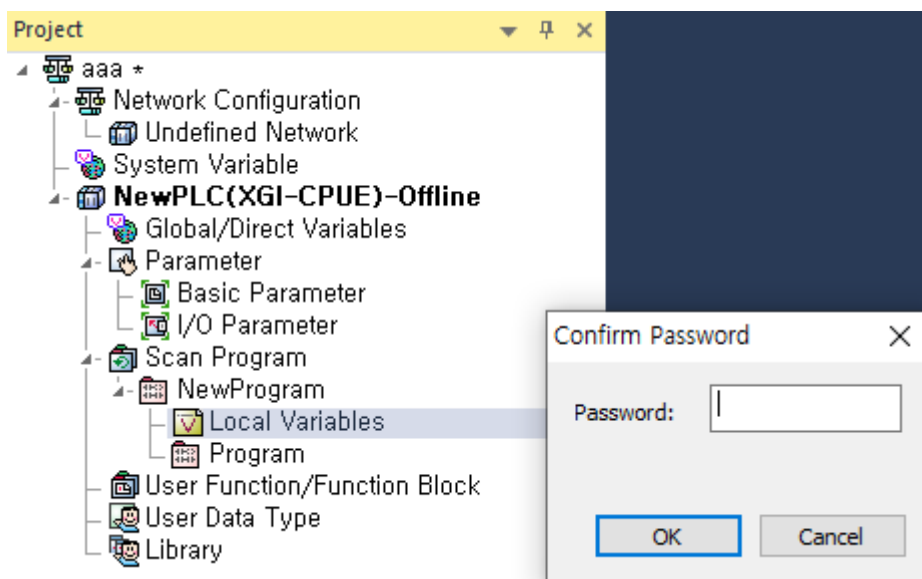 Project
aaa *
Network Configuration
Undefined Network
System Variable
NewPLC(XGI-CPUE)-Offline
Global/Direct Variables
Parameter
Basic Parameter
I/O Parameter
Scan Program
NewProgram
Local Variables
Program
User Function/Function Block
User Data Type
Library
Confirm Password
Password:
OK
Cancel